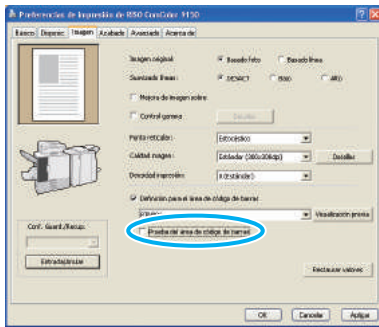 Preferencias de impresión de RISO ComColor 9150
Básico Disposic. Imagen Acabado Avanzado Acerca de
Imagen original: Basado foto Basado línea
Suavizado líneas: DESACT Bajo Alto
Mejora de imagen sobre
Control gamma Detalles
Punta reticular: Estocástico
Calidad imagen: Estándar (300x300dpi) Detalles
Densidad impresión: (Estándar)
Definición para el área de código de barras
Visualización previa
Prueba del área de código de barras
Conf. Guard./Recup.
Entrada/anular
Restaurar valores
OK Cancelar Aplicar